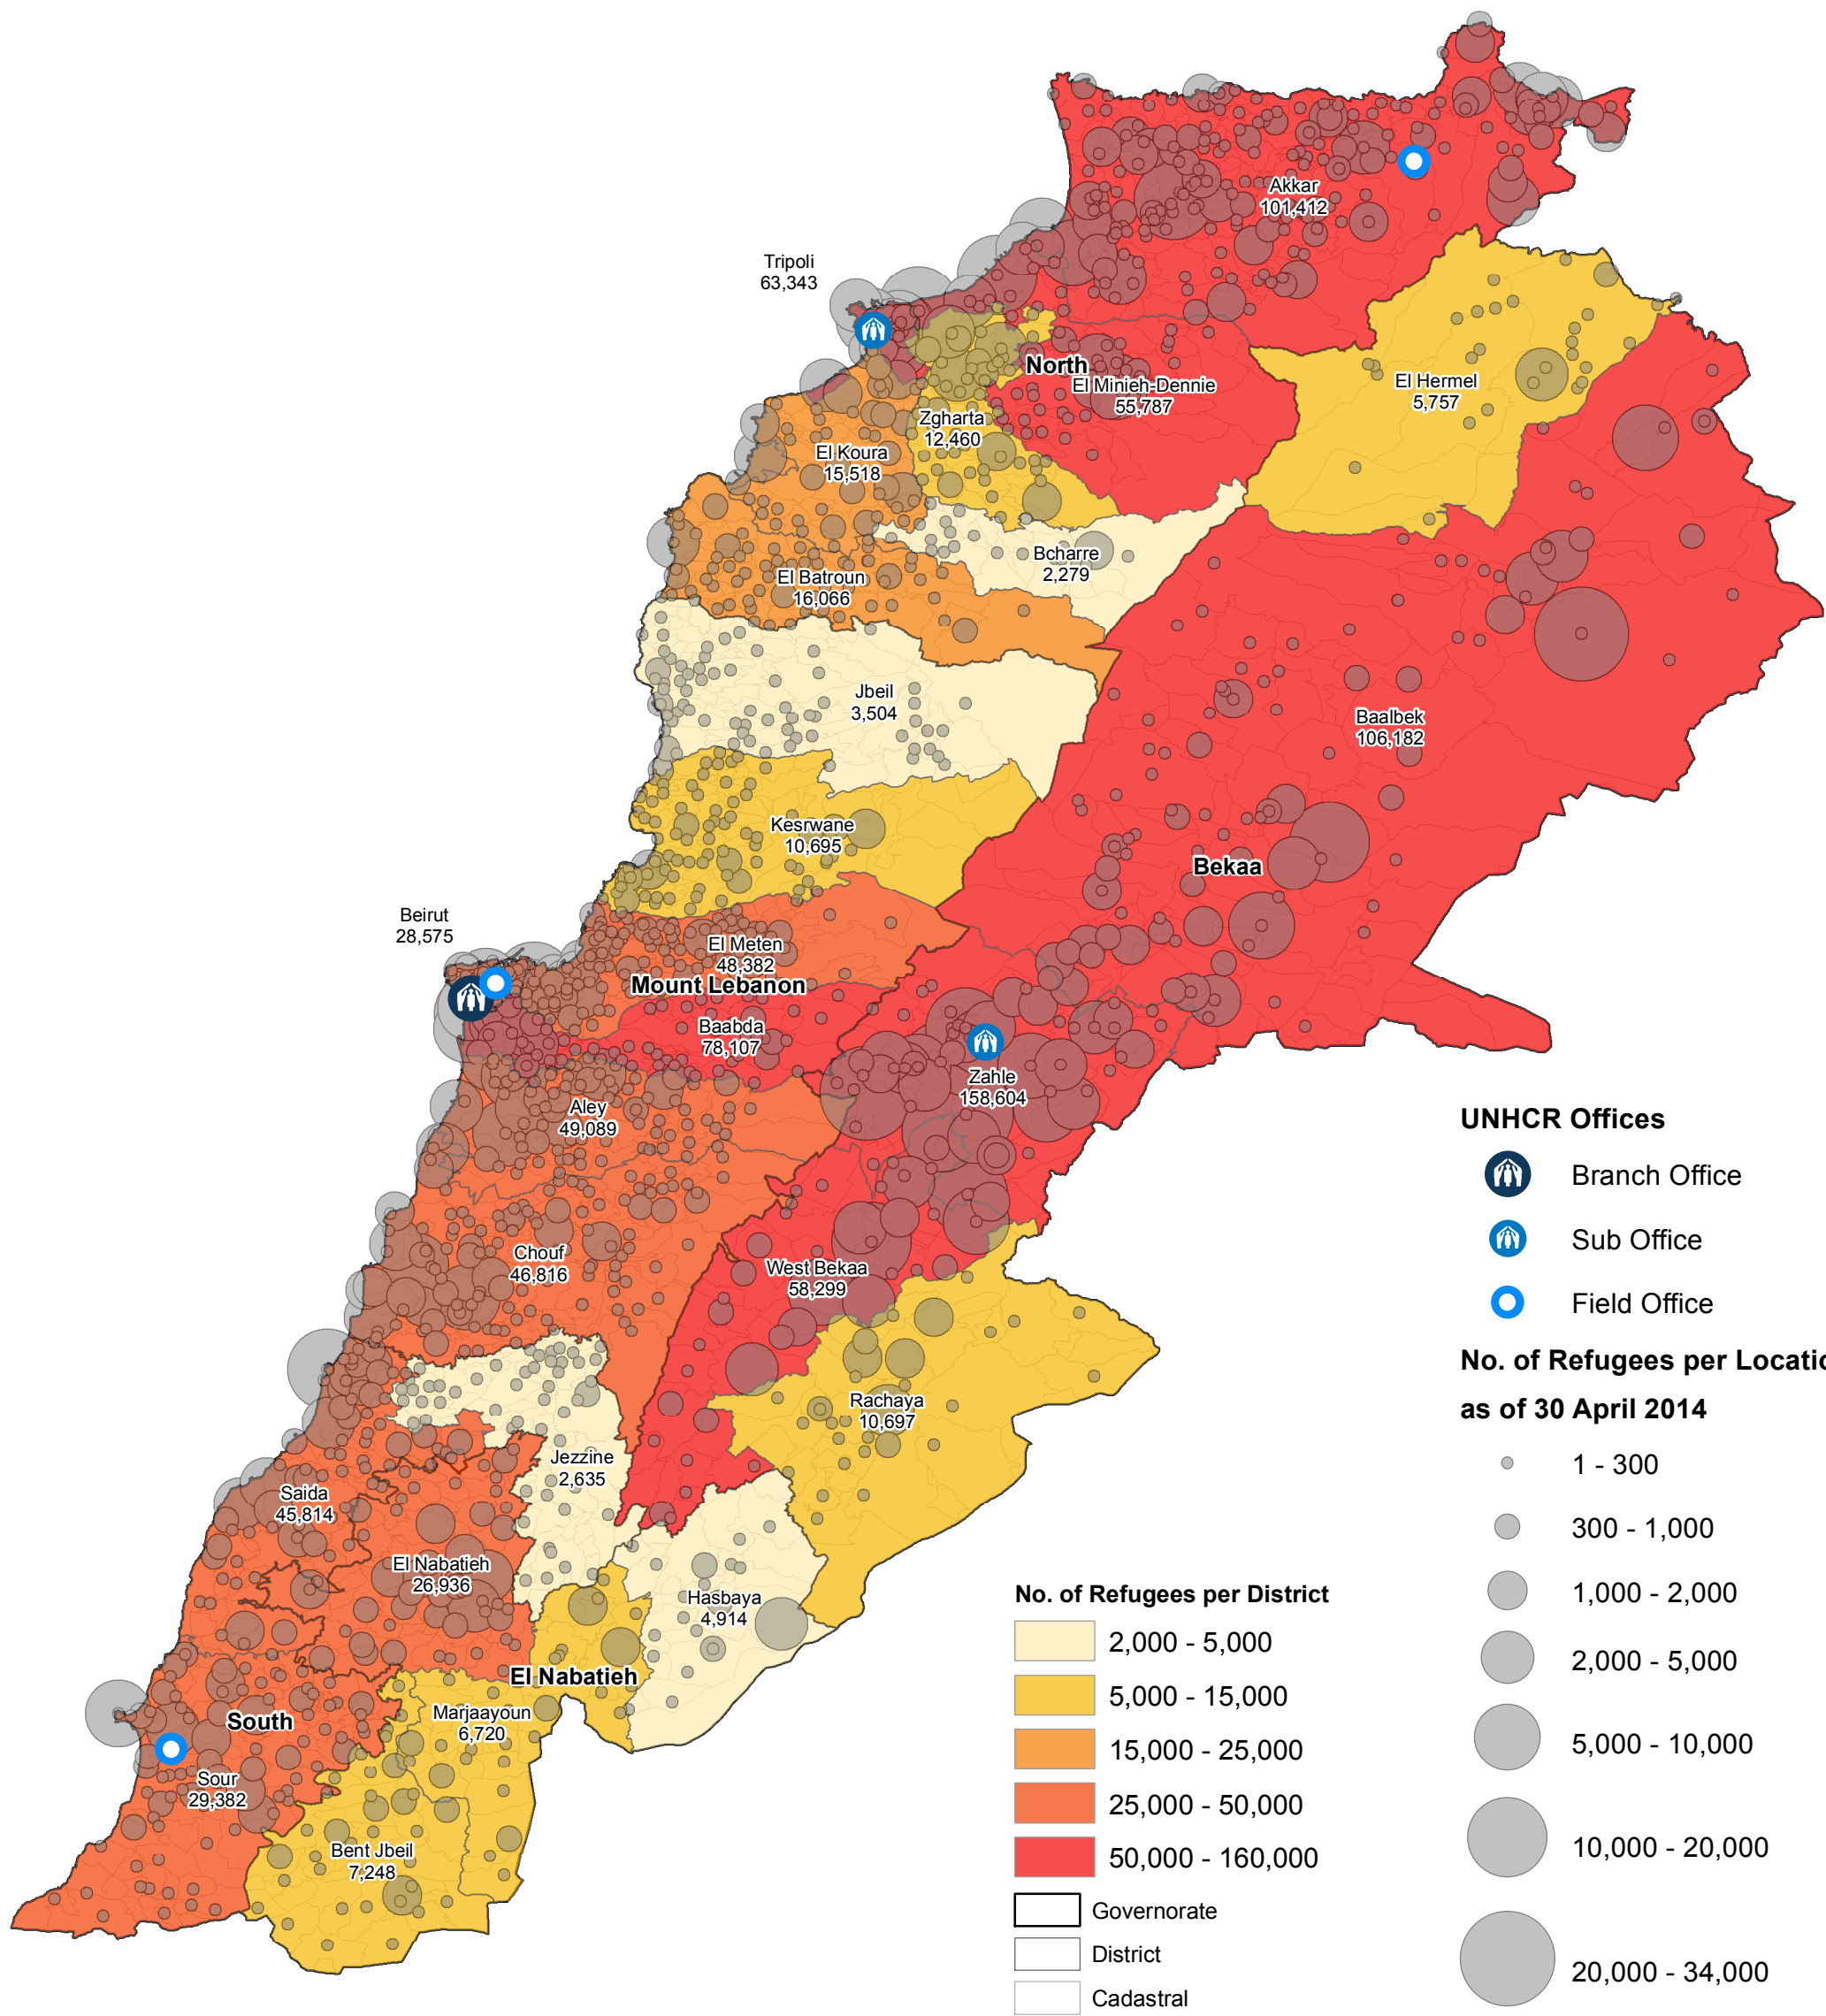 Akkar
101,412
Tripoli
63,343
North
El Minieh-Dennie
55,787
El Hermel
5,757
Zgharta
12,460
El Koura
15,518
Bcharre
2,279
El Batroun
16,066
Jbeil
3,504
Baalbek
106,182
Kesrwane
10,695
Bekaa
Beirut
28,575
El Meten
48,382
Mount Lebanon
Baabda
78,107
Zahle
158,604
Aley
49,089
Chouf
46,816
West Bekaa
58,299
Rachaya
10,697
Jezzine
2,635
Saida
45,814
El Nabatieh
26,936
Hasbaya
4,914
El Nabatieh
Marjaayoun
6,720
South
Sour
29,382
Bent Jbeil
7,248
UNHCR Offices
Branch Office
Sub Office
Field Office
No. of Refugees per Locatio
as of 30 April 2014
1 - 300
300 - 1,000
1,000 - 2,000
2,000 - 5,000
5,000 - 10,000
10,000 - 20,000
20,000 - 34,000
No. of Refugees per District
2,000 - 5,000
5,000 - 15,000
15,000 - 25,000
25,000 - 50,000
50,000 - 160,000
Governorate
District
Cadastral